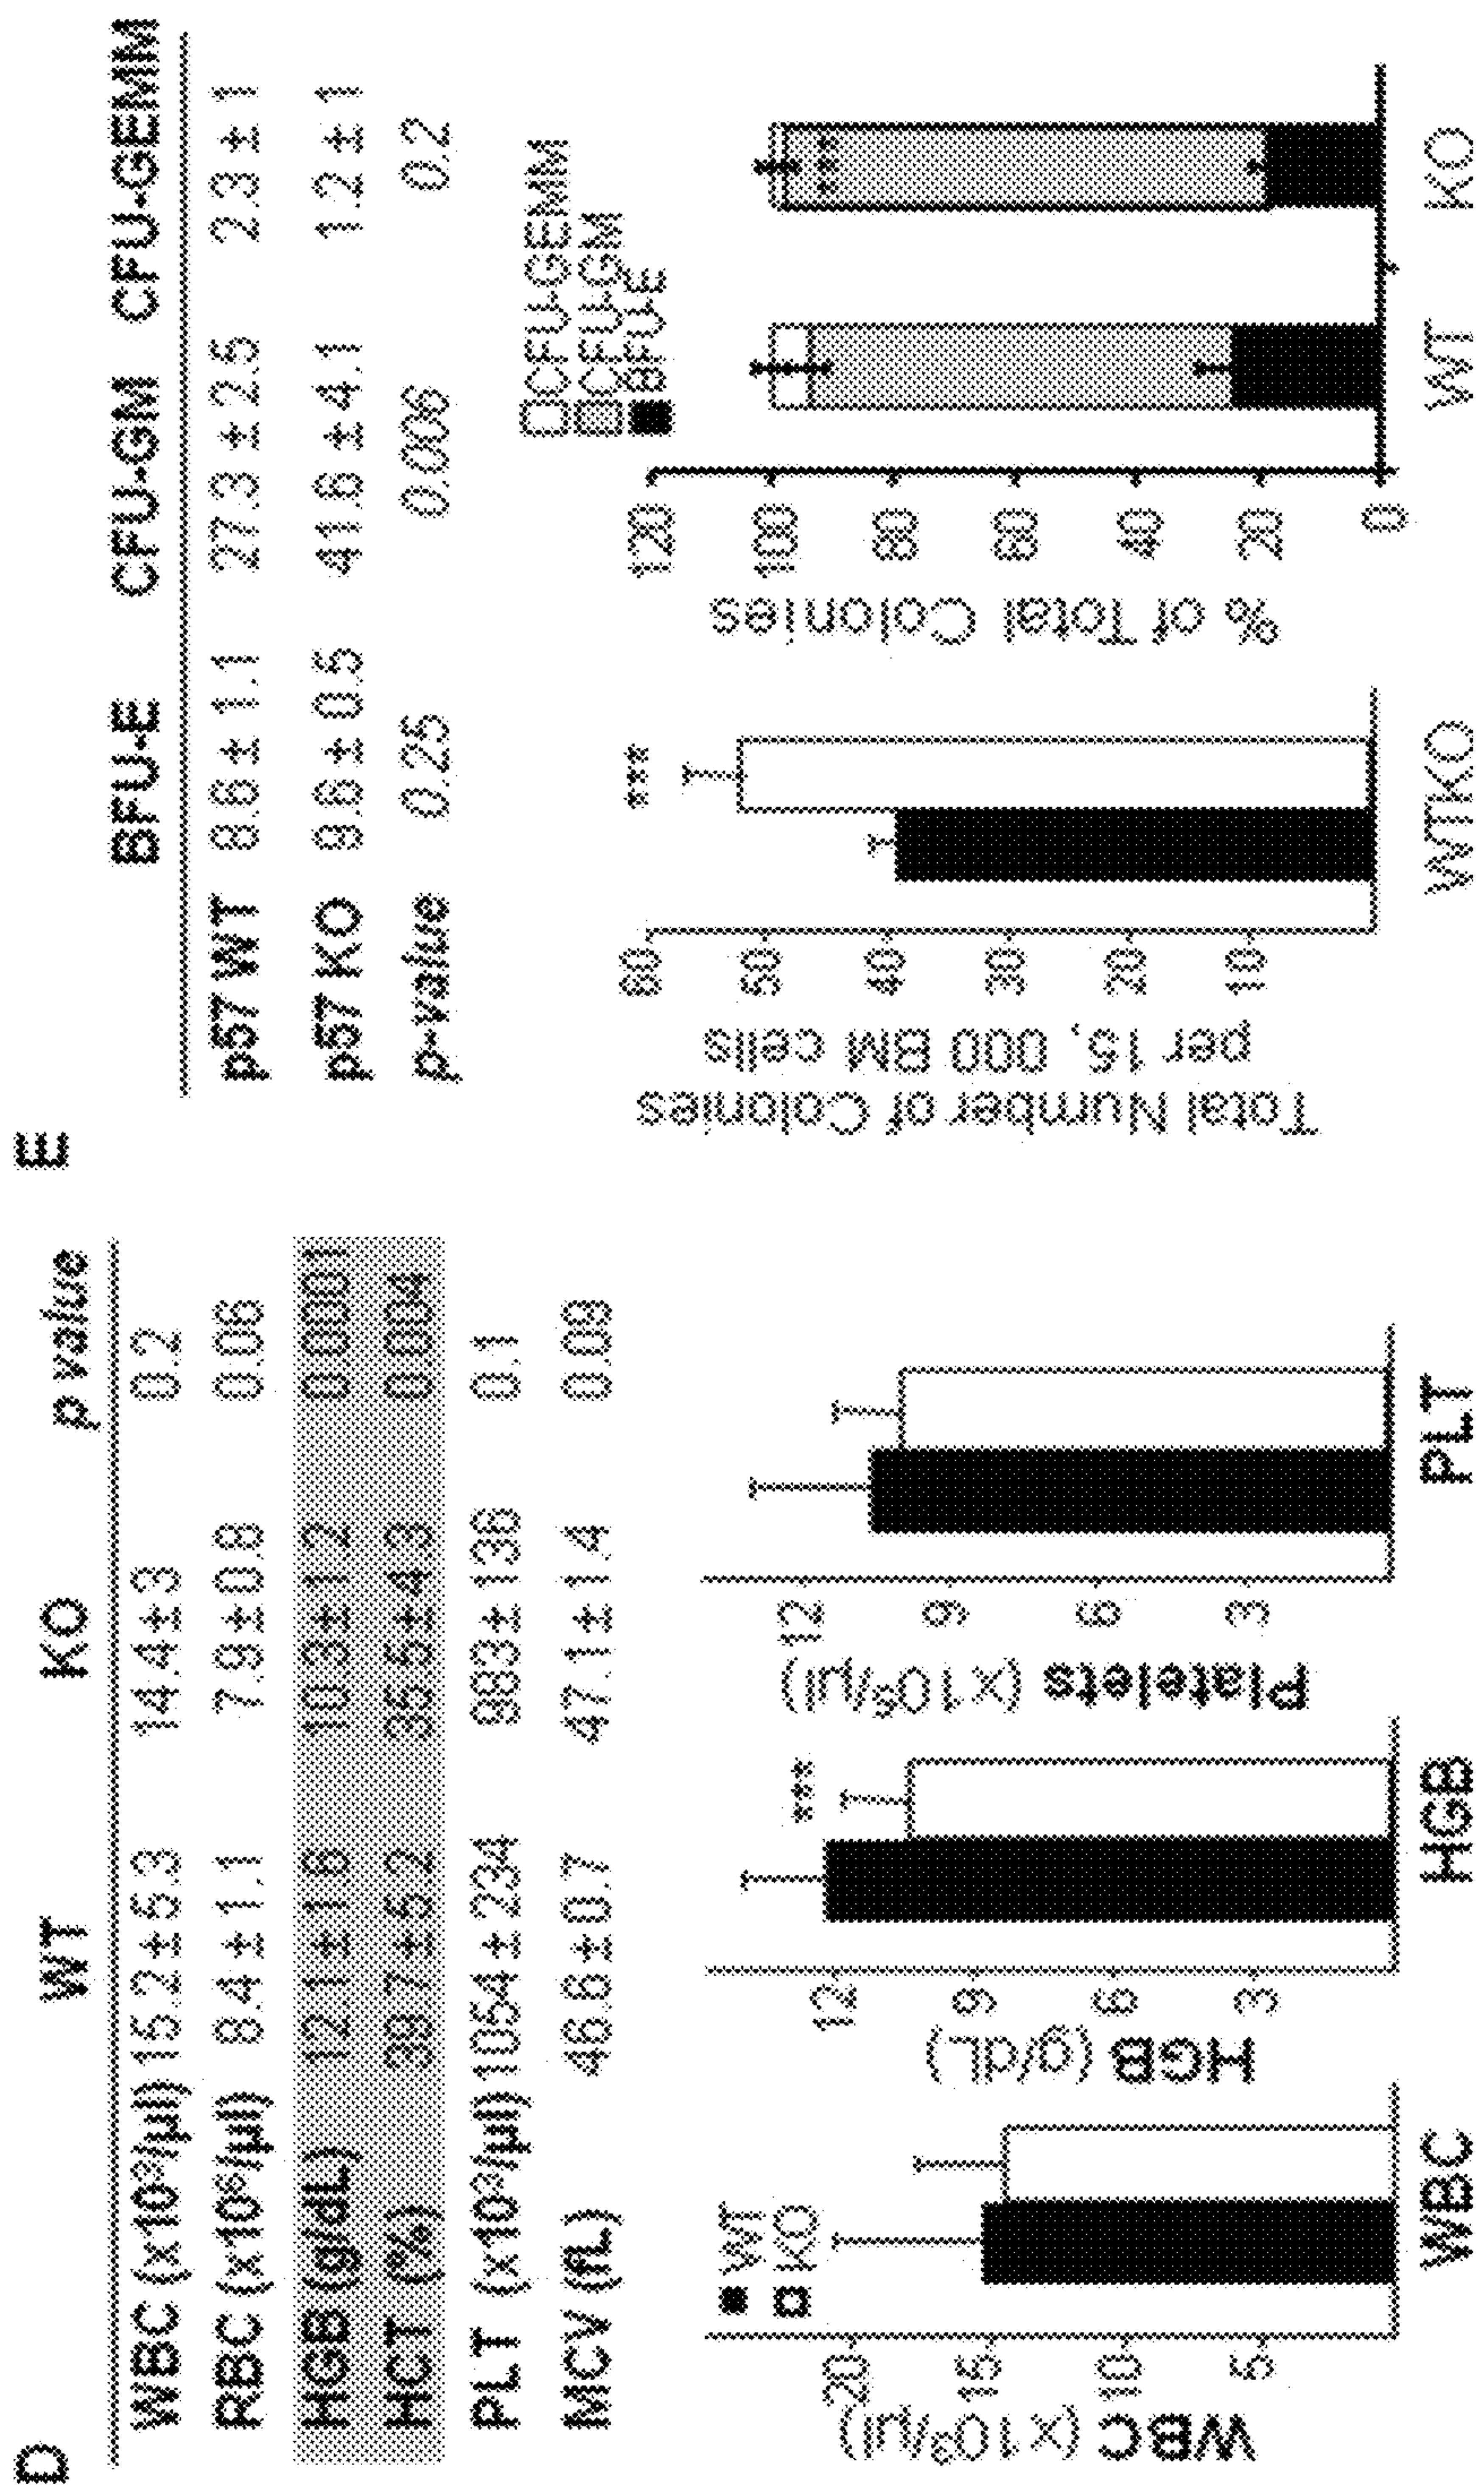 D
WT KO p value
WBC (x10³/µl) 15.2±5.3 14.4±3 0.2
RBC (x10⁶/µl) 8.4±1.1 7.9±0.8 0.06
HGB (g/dL) 12.1±1.6 10.3±1.2 0.0001
HCT (%) 39.7±5.2 35.5±4.3 0.004
PLT (x10³/µl) 1054±234 983±136 0.1
MCV (fL) 46.6±0.7 47.1±1.4 0.09
WT
KO
WBC (x10³/µl)
20
15
10
5
WBC
HGB (g/dL)
12
9
6
3
***
HGB
Platelets (x10⁵/µl)
12
9
6
3
PLT
E
BFU-E CFU-GM CFU-GEMM
p57 WT 8.6±1.1 27.3±2.5 2.3±1
p57 KO 9.6±0.5 41.6±4.1 1.2±1
p-value 0.25 0.006 0.2
Total Number of Colonies
per 15, 000 BM cells
60
50
40
30
20
10
***
WTKO
CFU-GEMM
CFU-GM
BFU-E
% of Total Colonies
120
100
80
60
40
20
0
***
WT KO